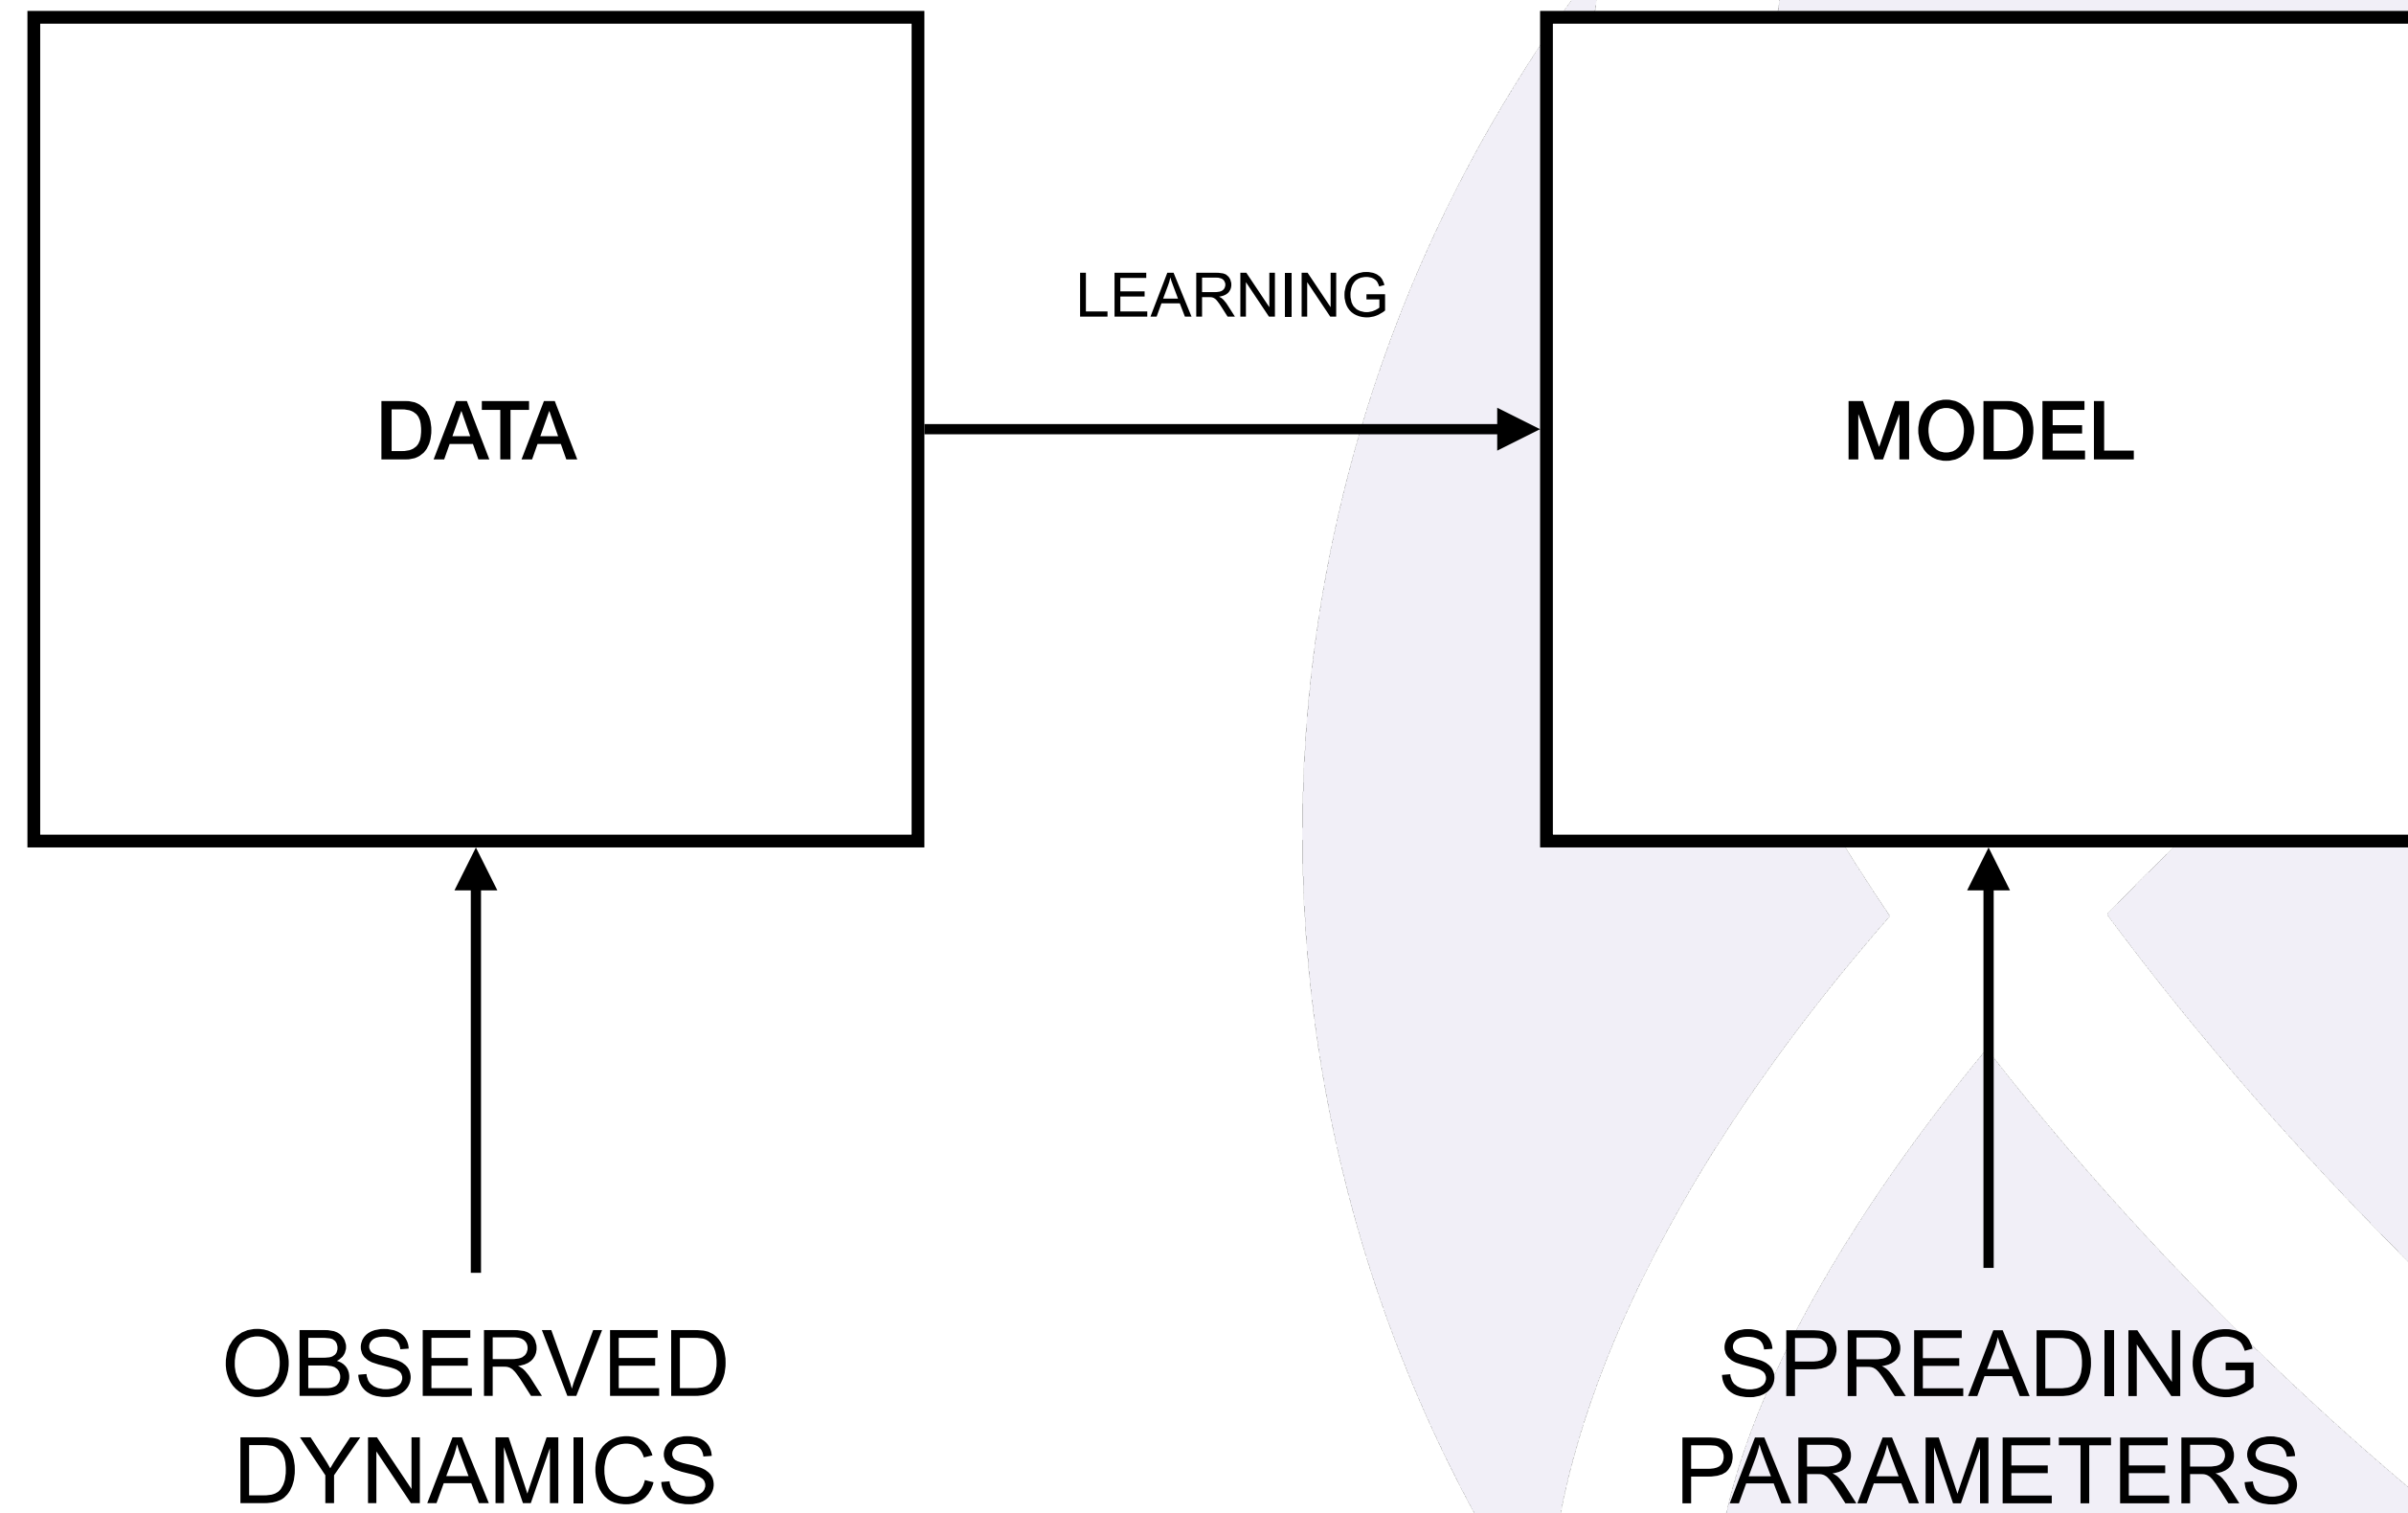 LEARNING
DATA
MODEL
OBSERVED
DYNAMICS
SPREADING
PARAMETERS